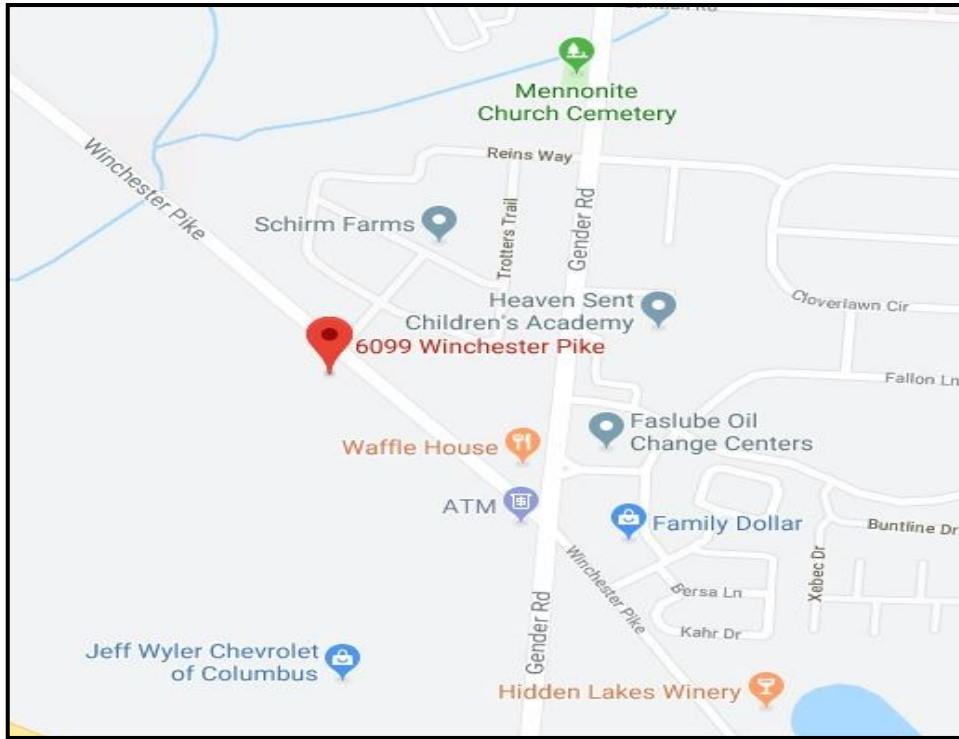 Mennonite
Church Cemetery
Reins Way
Winchester Pike
Schirm Farms
Trotters Trail
Gender Rd
Heaven Sent
Children's Academy
Cloverlawn Cir
6099 Winchester Pike
Fallon Ln
Waffle House
Faslube Oil
Change Centers
ATM
Family Dollar
Buntline Dr
Winchester Pike
Xebec Dr
Bersa Ln
Gender Rd
Kahr Dr
Jeff Wyler Chevrolet
of Columbus
Hidden Lakes Winery